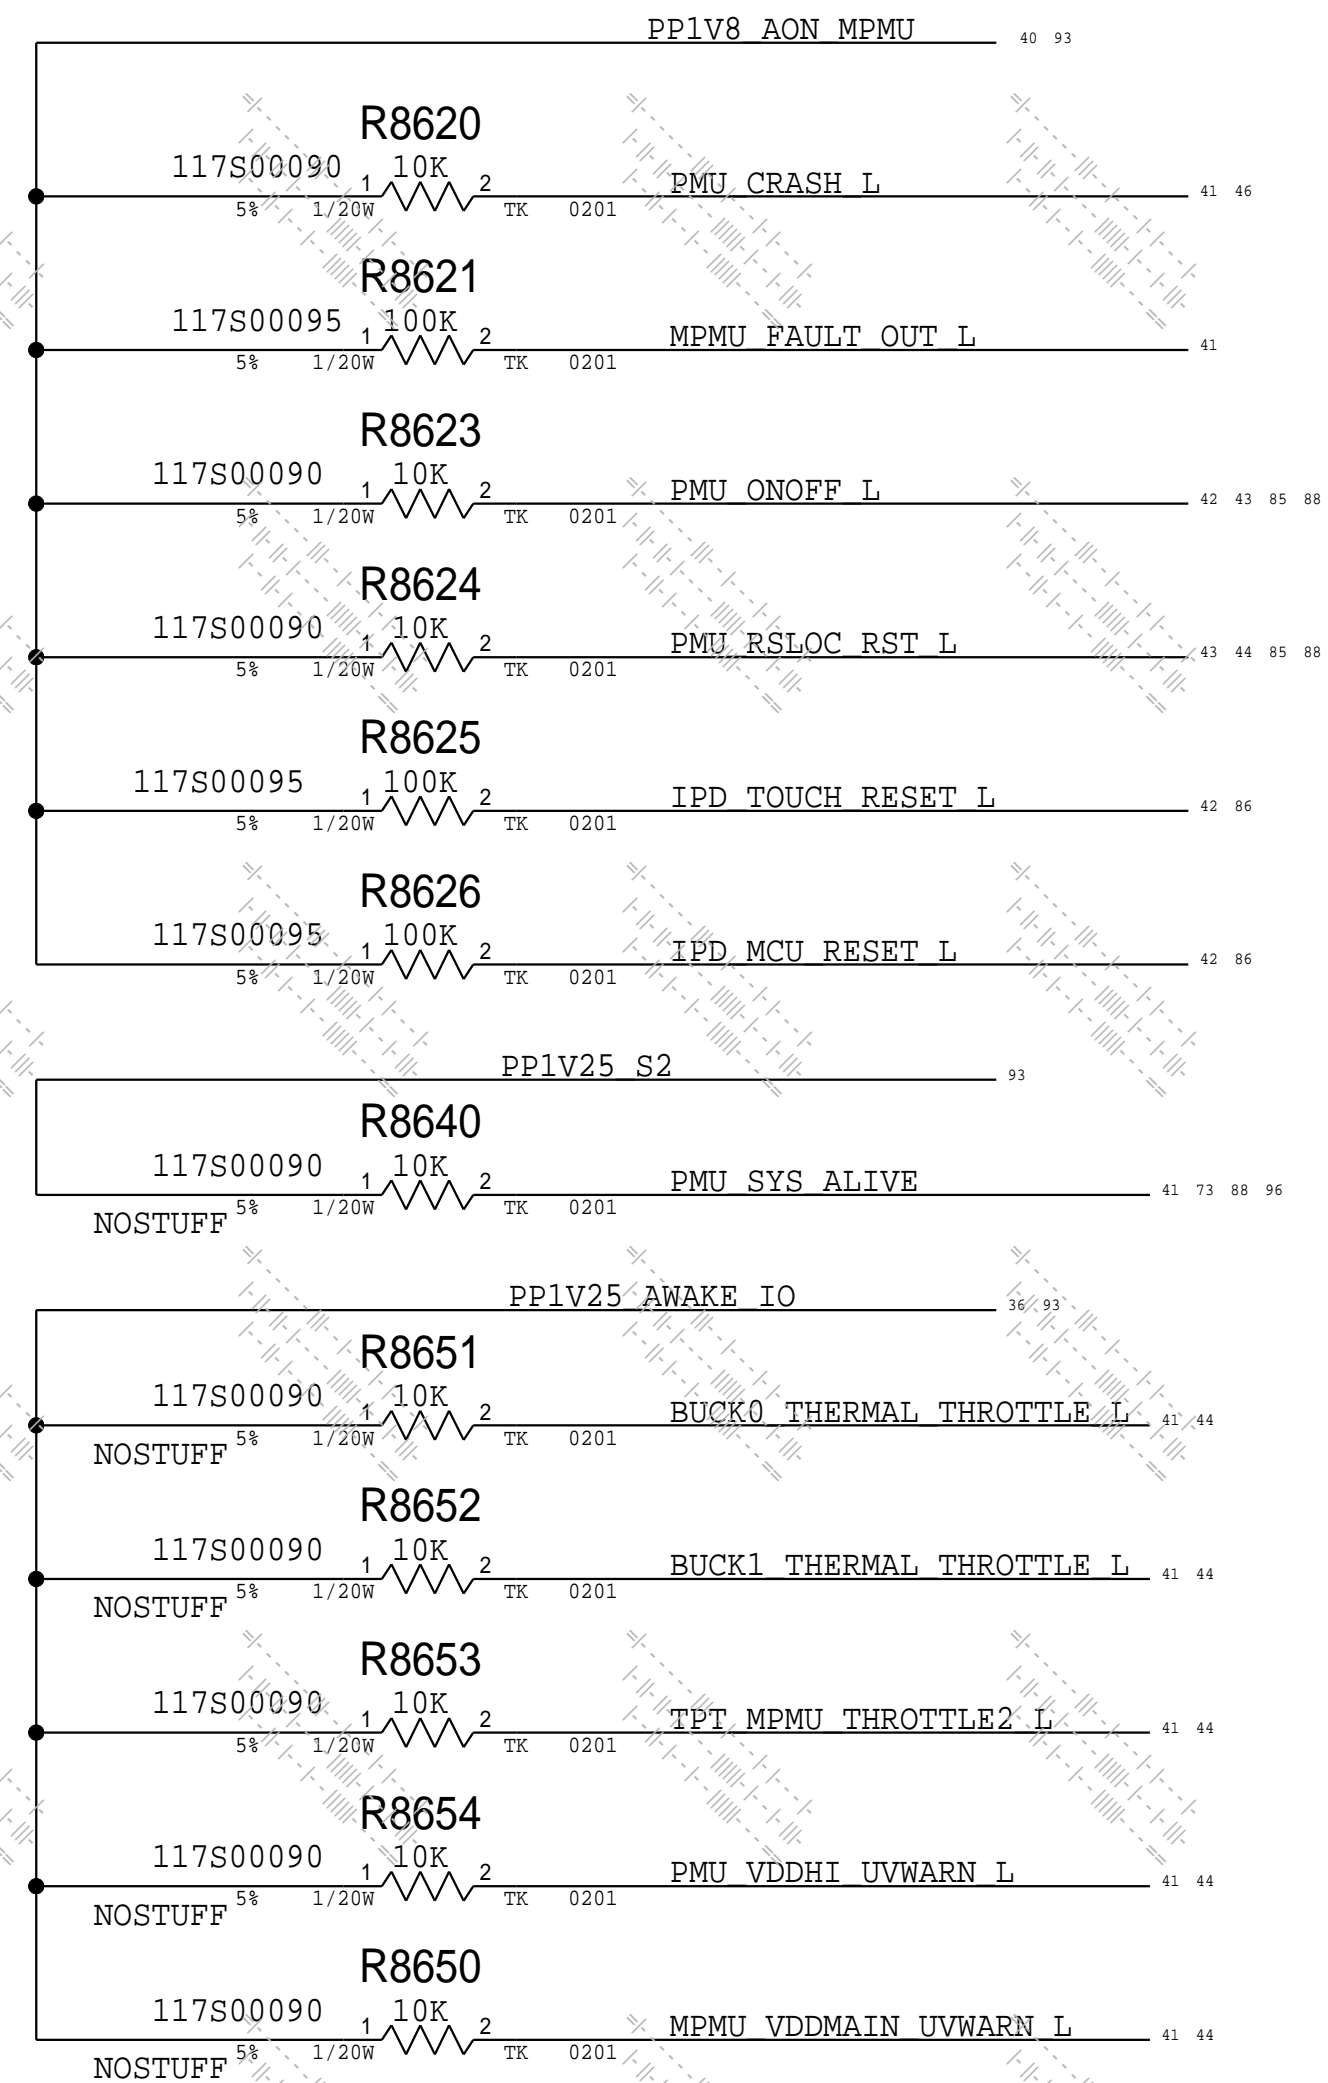 PP1V8_AON_MPMU 40 93
R8620
117S00090 1 10K 2 PMU_CRASH_L 41 46
5% 1/20W TK 0201
R8621
117S00095 1 100K 2 MPMU_FAULT_OUT_L 41
5% 1/20W TK 0201
R8623
117S00090 1 10K 2 PMU_ONOFF_L 42 43 85 88
5% 1/20W TK 0201
R8624
117S00090 1 10K 2 PMU_RSLOC_RST_L 43 44 85 88
5% 1/20W TK 0201
R8625
117S00095 1 100K 2 IPD_TOUCH_RESET_L 42 86
5% 1/20W TK 0201
R8626
117S00095 1 100K 2 IPD_MCU_RESET_L 42 86
5% 1/20W TK 0201
PP1V25_S2 93
R8640
117S00090 1 10K 2 PMU_SYS_ALIVE 41 73 88 96
NOSTUFF 5% 1/20W TK 0201
PP1V25_AWAKE_IO 36 93
R8651
117S00090 1 10K 2 BUCK0_THERMAL_THROTTLE_L 41 44
NOSTUFF 5% 1/20W TK 0201
R8652
117S00090 1 10K 2 BUCK1_THERMAL_THROTTLE_L 41 44
NOSTUFF 5% 1/20W TK 0201
R8653
117S00090 1 10K 2 TPT_MPMU_THROTTLE2_L 41 44
5% 1/20W TK 0201
R8654
117S00090 1 10K 2 PMU_VDDHI_UVWARN_L 41 44
NOSTUFF 5% 1/20W TK 0201
R8650
117S00090 1 10K 2 MPMU_VDDMAIN_UVWARN_L 41 44
NOSTUFF 5% 1/20W TK 0201